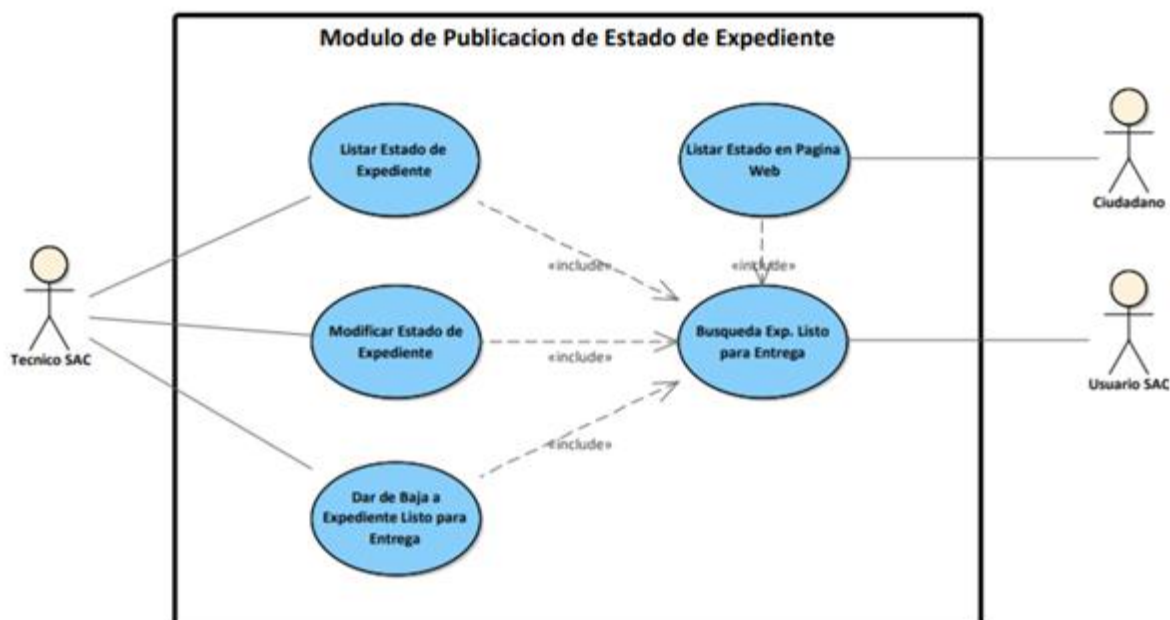 Modulo de Publicacion de Estado de Expediente
Listar Estado de
Expediente
Listar Estado en Pagina
Web
Ciudadano
«include»
«include»
Tecnico SAC
Modificar Estado de
Expediente
«include»
Busqueda Exp. Listo
para Entrega
Usuario SAC
«include»
Dar de Baja a
Expediente Listo para
Entrega